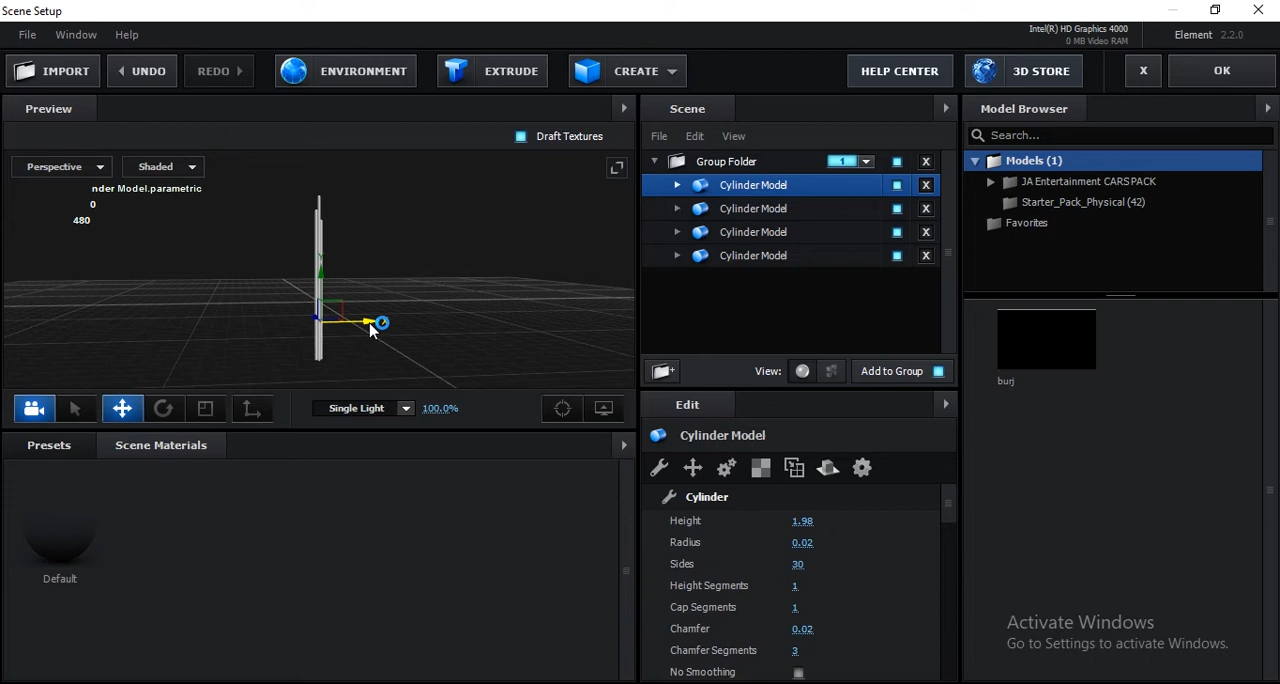 Scene Setup
File Window Help
Intel(R) HD Graphics 4000
0 MB Video RAM
Element 2.2.0
IMPORT UNDO REDO ENVIRONMENT EXTRUDE CREATE HELP CENTER 3D STORE X OK
Preview
Draft Textures
Perspective Shaded
nder Model.parametric
0
480
Single Light 100.0%
Presets Scene Materials
Default
Scene
File Edit View
Group Folder 1 X
Cylinder Model X
Cylinder Model X
Cylinder Model X
Cylinder Model X
View: Add to Group
Edit
Cylinder Model
Cylinder
Height 1.98
Radius 0.02
Sides 30
Height Segments 1
Cap Segments 1
Chamfer 0.02
Chamfer Segments 3
No Smoothing
Model Browser
Search...
Models (1)
JA Entertainment CARSPACK
Starter_Pack_Physical (42)
Favorites
burj
Activate Windows
Go to Settings to activate Windows.